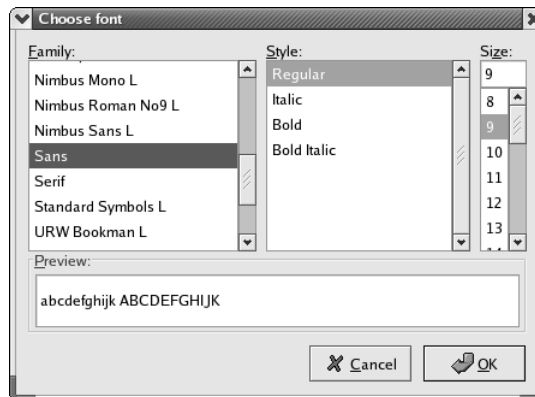 Choose font
Family:
Nimbus Mono L
Nimbus Roman No9 L
Nimbus Sans L
Sans
Serif
Standard Symbols L
URW Bookman L
Style:
Regular
Italic
Bold
Bold Italic
Size:
9
8
9
10
11
12
13
Preview:
abcdefghijk ABCDEFGHIJK
Cancel
OK